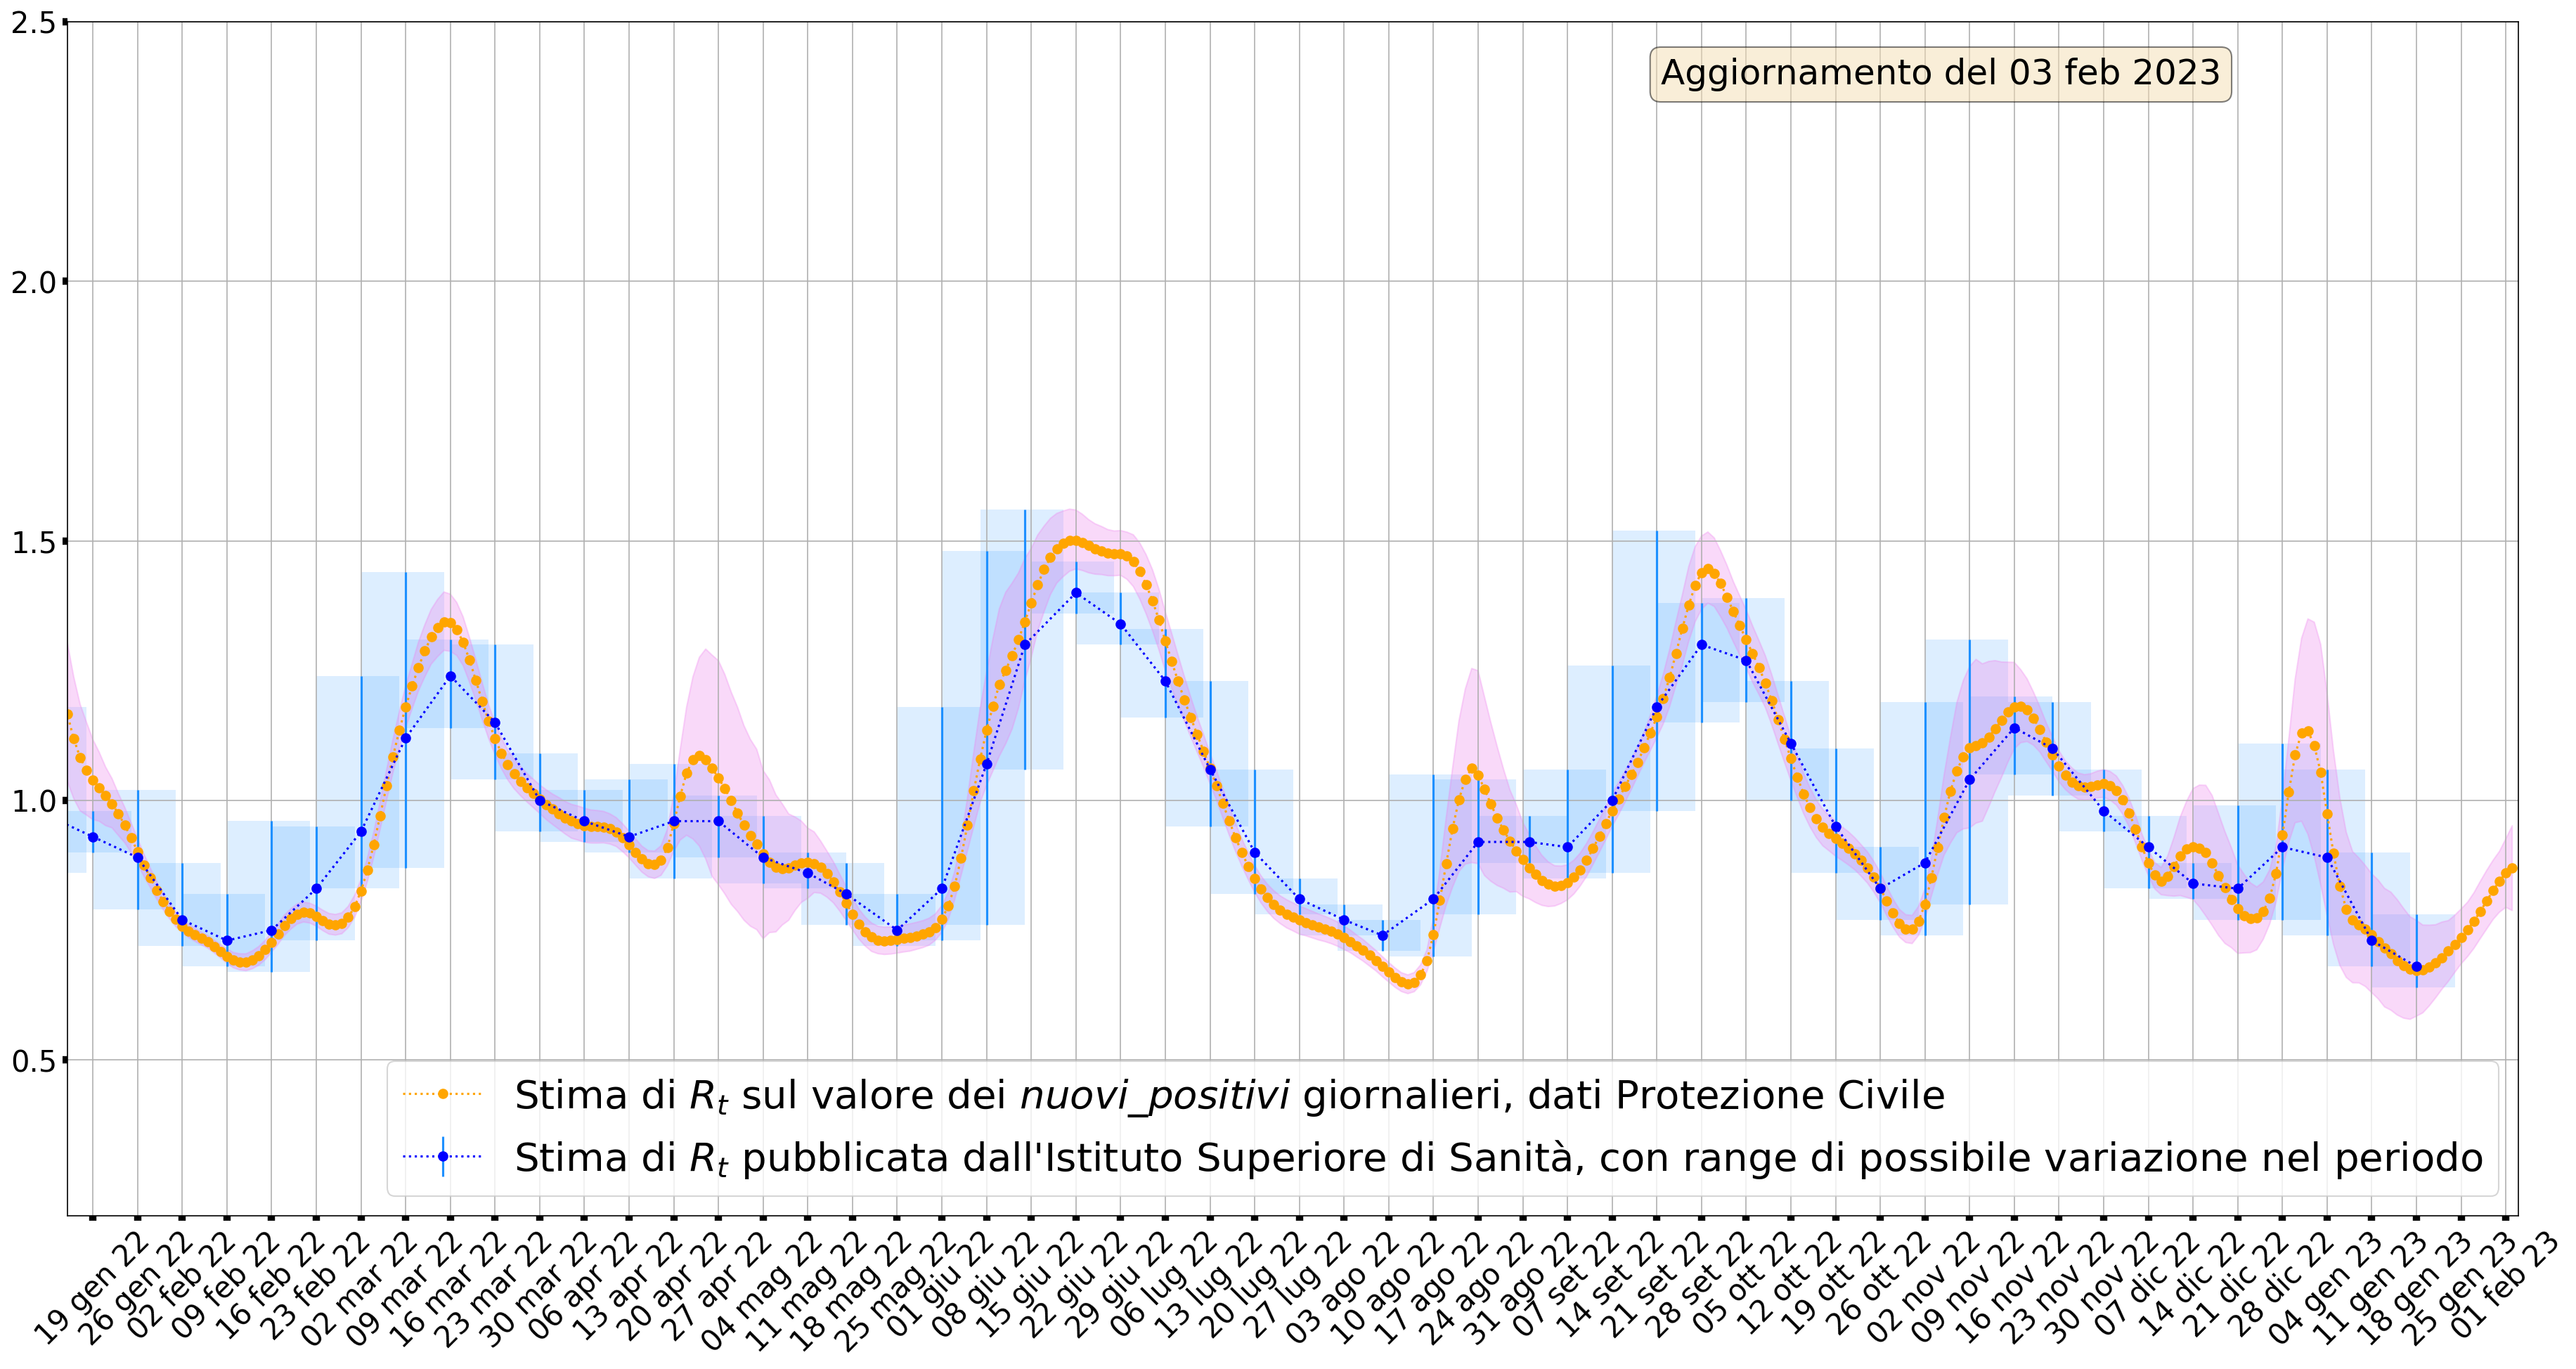 2.5
Aggiornamento del 03 feb 2023
2.0
1.5
1.0
0.5
Stima di Rt sul valore dei nuovi_positivi giornalieri, dati Protezione Civile
Stima di Rt pubblicata dall'Istituto Superiore di Sanità, con range di possibile variazione nel periodo
19 gen 22
26 gen 22
02 feb 22
09 feb 22
16 feb 22
23 feb 22
02 mar 22
09 mar 22
16 mar 22
23 mar 22
30 mar 22
06 apr 22
13 apr 22
20 apr 22
27 apr 22
04 mag 22
11 mag 22
18 mag 22
25 mag 22
01 giu 22
08 giu 22
15 giu 22
22 giu 22
29 giu 22
06 lug 22
13 lug 22
20 lug 22
27 lug 22
03 ago 22
10 ago 22
17 ago 22
24 ago 22
31 ago 22
07 set 22
14 set 22
21 set 22
28 set 22
05 ott 22
12 ott 22
19 ott 22
26 ott 22
02 nov 22
09 nov 22
16 nov 22
23 nov 22
30 nov 22
07 dic 22
14 dic 22
21 dic 22
28 dic 22
04 gen 23
11 gen 23
18 gen 23
25 gen 23
01 feb 23